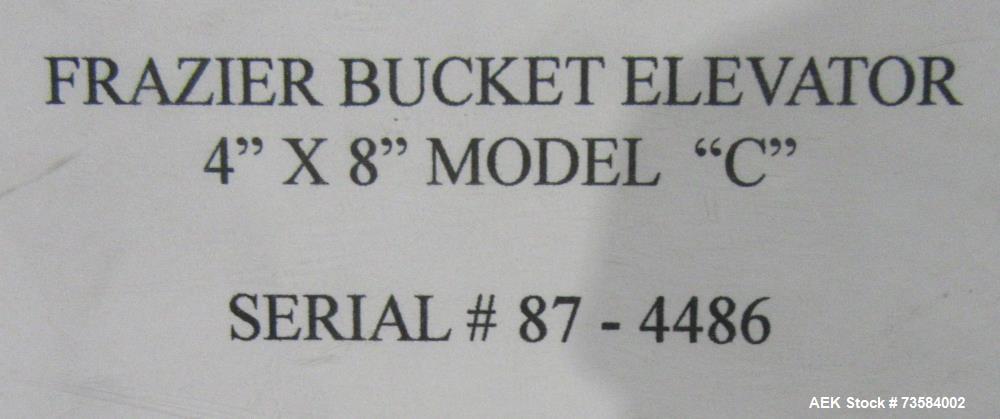 FRAZIER BUCKET ELEVATOR
4” X 8” MODEL “C”
SERIAL # 87 - 4486
AEK Stock # 73584002